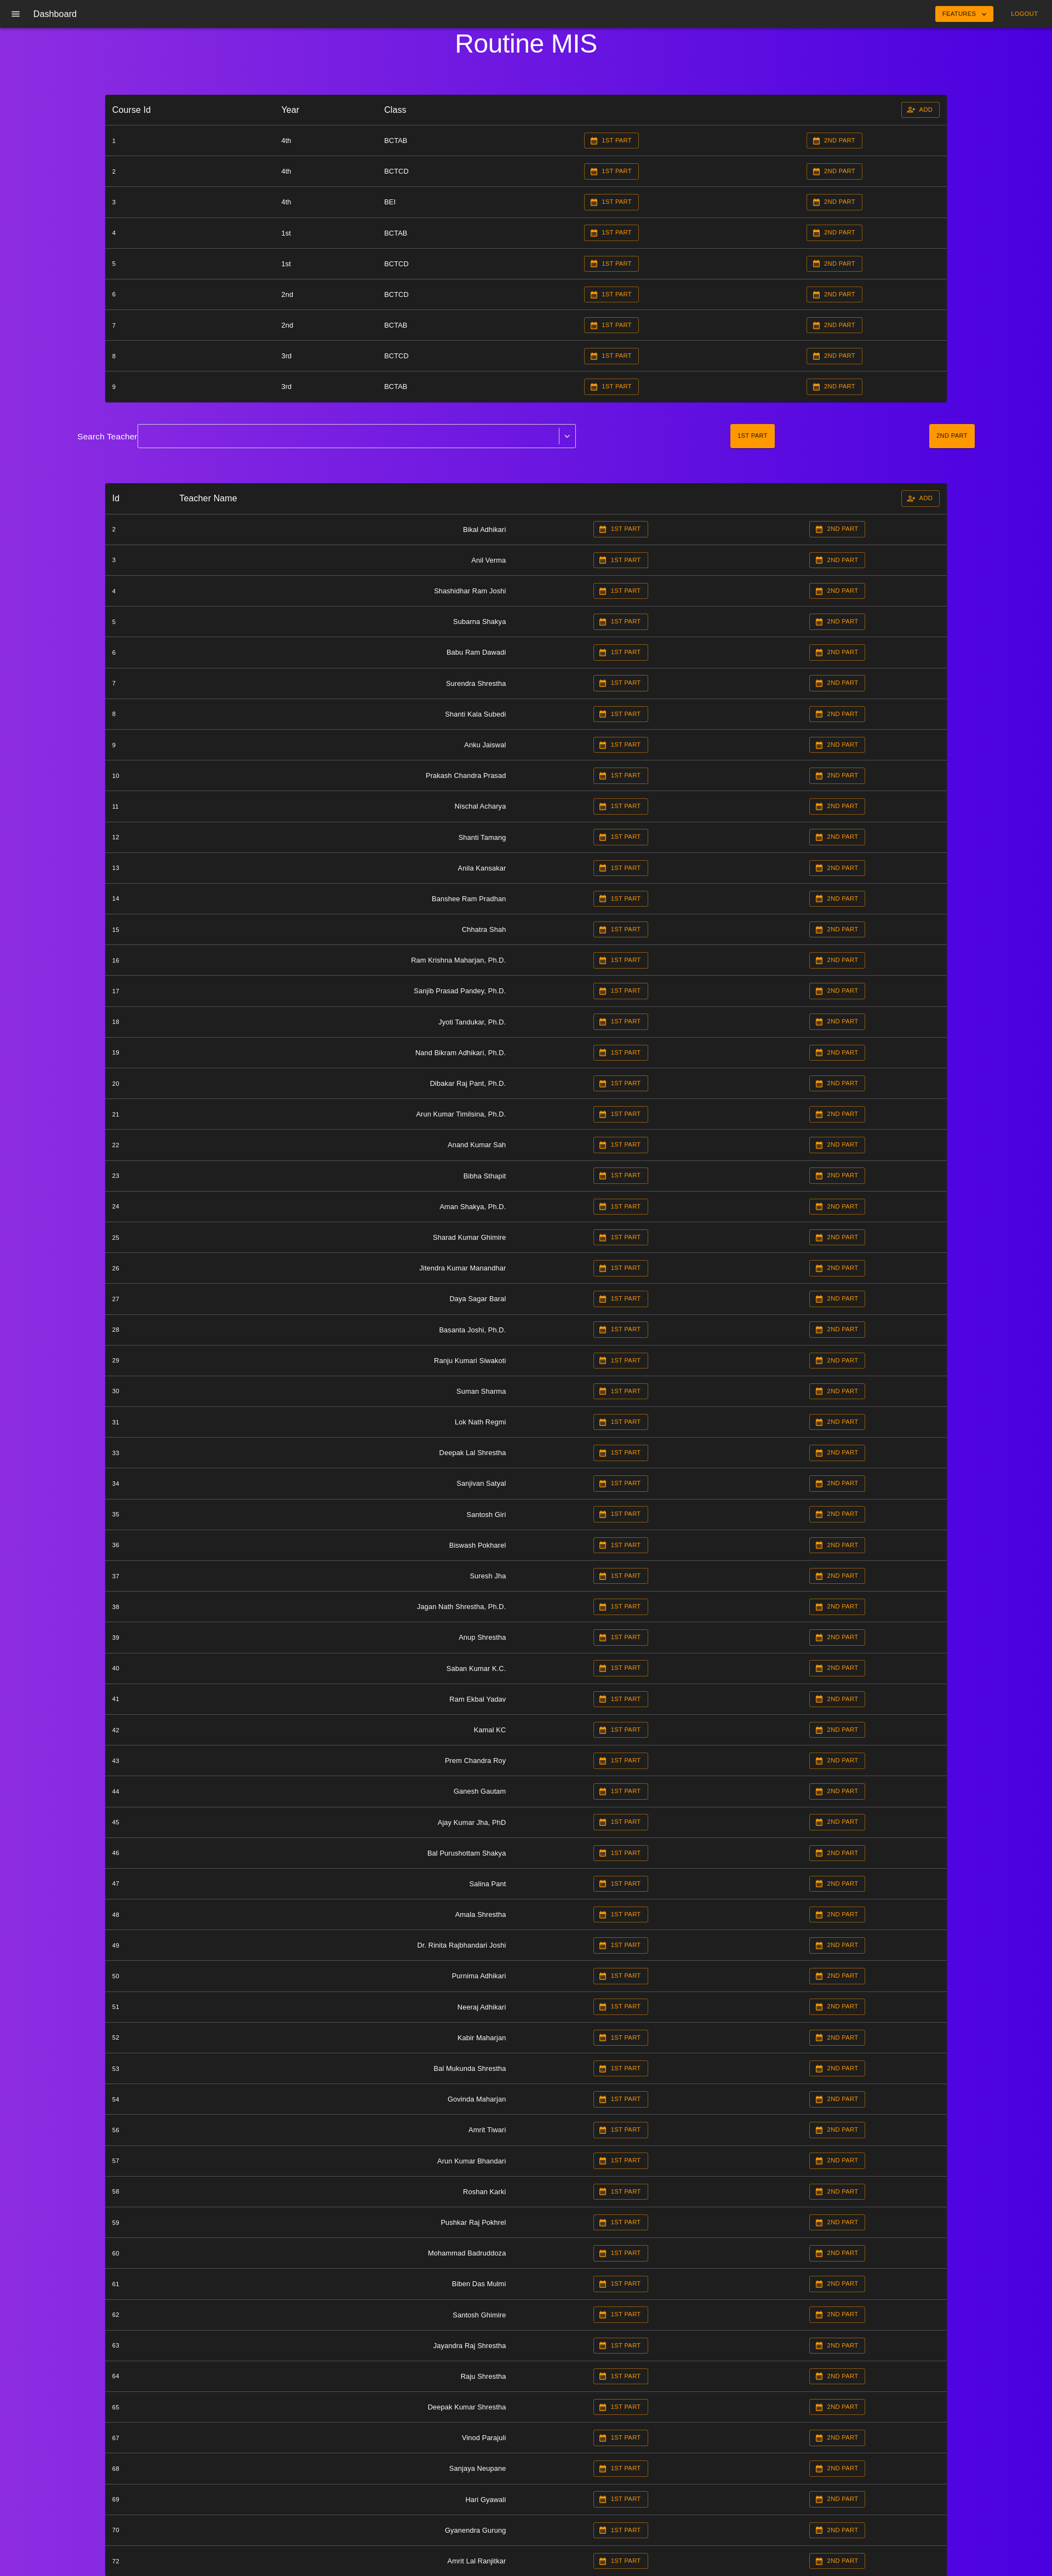 Dashboard FEATURES LOGOUT
Routine MIS
Course Id Year Class ADD
1 4th BCTAB 1ST PART 2ND PART
2 4th BCTCD 1ST PART 2ND PART
3 4th BEI 1ST PART 2ND PART
4 1st BCTAB 1ST PART 2ND PART
5 1st BCTCD 1ST PART 2ND PART
6 2nd BCTCD 1ST PART 2ND PART
7 2nd BCTAB 1ST PART 2ND PART
8 3rd BCTCD 1ST PART 2ND PART
9 3rd BCTAB 1ST PART 2ND PART
Search Teacher 1ST PART 2ND PART
Id Teacher Name ADD
2 Bikal Adhikari 1ST PART 2ND PART
3 Anil Verma 1ST PART 2ND PART
4 Shashidhar Ram Joshi 1ST PART 2ND PART
5 Subarna Shakya 1ST PART 2ND PART
6 Babu Ram Dawadi 1ST PART 2ND PART
7 Surendra Shrestha 1ST PART 2ND PART
8 Shanti Kala Subedi 1ST PART 2ND PART
9 Anku Jaiswal 1ST PART 2ND PART
10 Prakash Chandra Prasad 1ST PART 2ND PART
11 Nischal Acharya 1ST PART 2ND PART
12 Shanti Tamang 1ST PART 2ND PART
13 Anila Kansakar 1ST PART 2ND PART
14 Banshee Ram Pradhan 1ST PART 2ND PART
15 Chhatra Shah 1ST PART 2ND PART
16 Ram Krishna Maharjan, Ph.D. 1ST PART 2ND PART
17 Sanjib Prasad Pandey, Ph.D. 1ST PART 2ND PART
18 Jyoti Tandukar, Ph.D. 1ST PART 2ND PART
19 Nand Bikram Adhikari, Ph.D. 1ST PART 2ND PART
20 Dibakar Raj Pant, Ph.D. 1ST PART 2ND PART
21 Arun Kumar Timilsina, Ph.D. 1ST PART 2ND PART
22 Anand Kumar Sah 1ST PART 2ND PART
23 Bibha Sthapit 1ST PART 2ND PART
24 Aman Shakya, Ph.D. 1ST PART 2ND PART
25 Sharad Kumar Ghimire 1ST PART 2ND PART
26 Jitendra Kumar Manandhar 1ST PART 2ND PART
27 Daya Sagar Baral 1ST PART 2ND PART
28 Basanta Joshi, Ph.D. 1ST PART 2ND PART
29 Ranju Kumari Siwakoti 1ST PART 2ND PART
30 Suman Sharma 1ST PART 2ND PART
31 Lok Nath Regmi 1ST PART 2ND PART
33 Deepak Lal Shrestha 1ST PART 2ND PART
34 Sanjivan Satyal 1ST PART 2ND PART
35 Santosh Giri 1ST PART 2ND PART
36 Biswash Pokharel 1ST PART 2ND PART
37 Suresh Jha 1ST PART 2ND PART
38 Jagan Nath Shrestha, Ph.D. 1ST PART 2ND PART
39 Anup Shrestha 1ST PART 2ND PART
40 Saban Kumar K.C. 1ST PART 2ND PART
41 Ram Ekbal Yadav 1ST PART 2ND PART
42 Kamal KC 1ST PART 2ND PART
43 Prem Chandra Roy 1ST PART 2ND PART
44 Ganesh Gautam 1ST PART 2ND PART
45 Ajay Kumar Jha, PhD 1ST PART 2ND PART
46 Bal Purushottam Shakya 1ST PART 2ND PART
47 Salina Pant 1ST PART 2ND PART
48 Amala Shrestha 1ST PART 2ND PART
49 Dr. Rinita Rajbhandari Joshi 1ST PART 2ND PART
50 Purnima Adhikari 1ST PART 2ND PART
51 Neeraj Adhikari 1ST PART 2ND PART
52 Kabir Maharjan 1ST PART 2ND PART
53 Bal Mukunda Shrestha 1ST PART 2ND PART
54 Govinda Maharjan 1ST PART 2ND PART
56 Amrit Tiwari 1ST PART 2ND PART
57 Arun Kumar Bhandari 1ST PART 2ND PART
58 Roshan Karki 1ST PART 2ND PART
59 Pushkar Raj Pokhrel 1ST PART 2ND PART
60 Mohammad Badruddoza 1ST PART 2ND PART
61 Biben Das Mulmi 1ST PART 2ND PART
62 Santosh Ghimire 1ST PART 2ND PART
63 Jayandra Raj Shrestha 1ST PART 2ND PART
64 Raju Shrestha 1ST PART 2ND PART
65 Deepak Kumar Shrestha 1ST PART 2ND PART
67 Vinod Parajuli 1ST PART 2ND PART
68 Sanjaya Neupane 1ST PART 2ND PART
69 Hari Gyawali 1ST PART 2ND PART
70 Gyanendra Gurung 1ST PART 2ND PART
72 Amrit Lal Ranjitkar 1ST PART 2ND PART